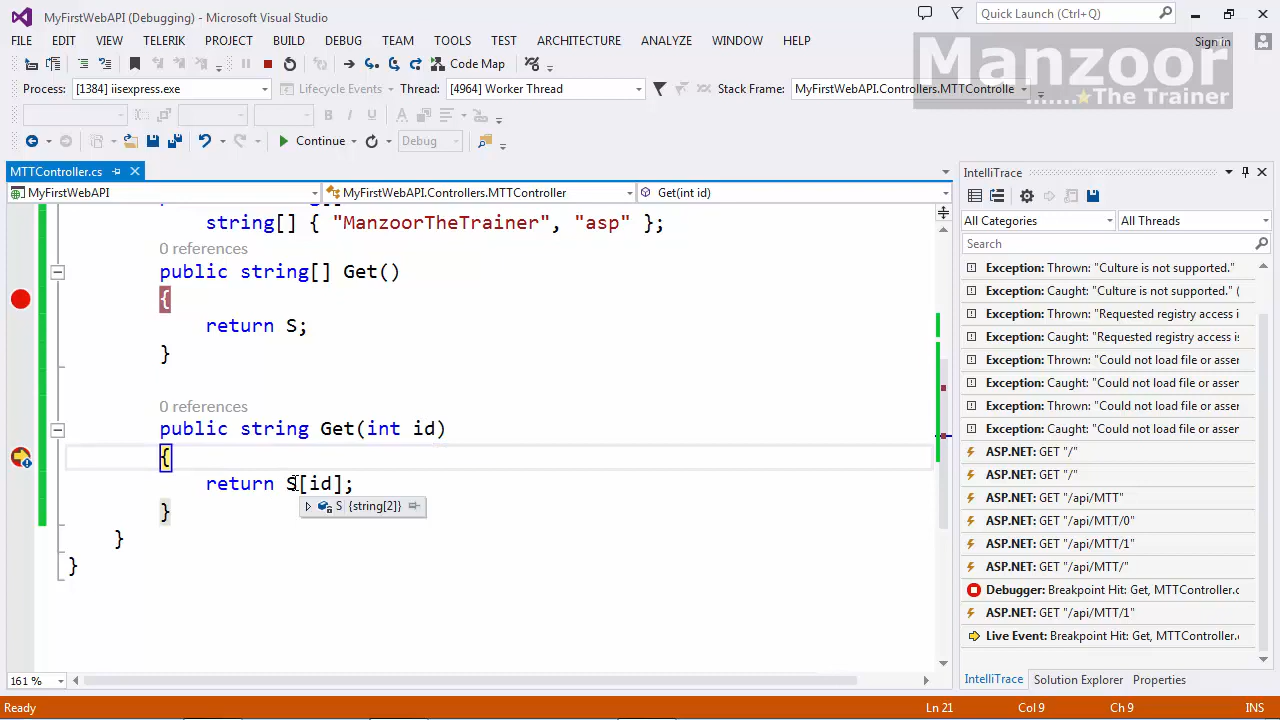 MyFirstWebAPI (Debugging) - Microsoft Visual Studio
Quick Launch (Ctrl+Q)
FILE EDIT VIEW TELERIK PROJECT BUILD DEBUG TEAM TOOLS TEST ARCHITECTURE ANALYZE WINDOW HELP
Sign in
Manzoor
.......The Trainer
Code Map
Process: [1384] iisexpress.exe Lifecycle Events Thread: [4964] Worker Thread Stack Frame: MyFirstWebAPI.Controllers.MTTControlle
B I U A
Continue Debug
MTTController.cs
MyFirstWebAPI MyFirstWebAPI.Controllers.MTTController Get(int id)
string[] { "ManzoorTheTrainer", "asp" };
0 references
public string[] Get()
{
return S;
}
0 references
public string Get(int id)
{
return S[id];
S {string[2]}
}
}
}
161 %
IntelliTrace
All Categories All Threads
Search
Exception: Thrown: "Culture is not supported."
Exception: Caught: "Culture is not supported." (
Exception: Thrown: "Requested registry access i
Exception: Caught: "Requested registry access is
Exception: Thrown: "Could not load file or asser
Exception: Caught: "Could not load file or assen
Exception: Thrown: "Could not load file or asser
Exception: Caught: "Could not load file or assen
ASP.NET: GET "/"
ASP.NET: GET "/"
ASP.NET: GET "/api/MTT"
ASP.NET: GET "/api/MTT/0"
ASP.NET: GET "/api/MTT/1"
ASP.NET: GET "/api/MTT/"
Debugger: Breakpoint Hit: Get, MTTController.c
ASP.NET: GET "/api/MTT/1"
Live Event: Breakpoint Hit: Get, MTTController.
IntelliTrace Solution Explorer Properties
Ready Ln 21 Col 9 Ch 9 INS